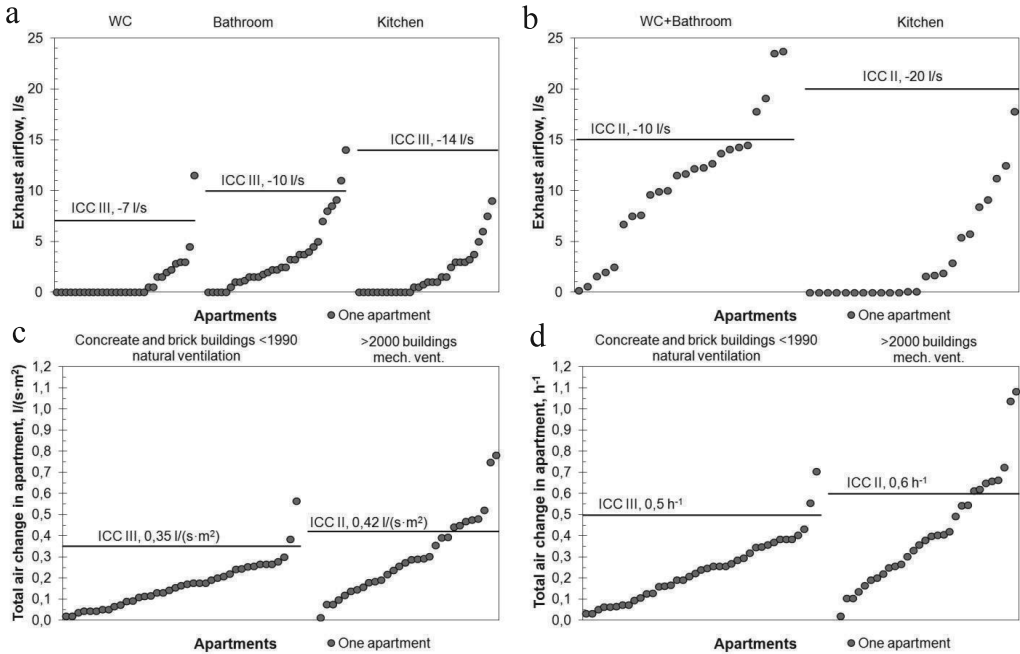 a
WC Bathroom Kitchen
Exhaust airflow, l/s
25
20
15
10
5
0
ICC III, -7 l/s
ICC III, -10 l/s
ICC III, -14 l/s
Apartments
One apartment
b
WC+Bathroom Kitchen
Exhaust airflow, l/s
25
20
15
10
5
0
ICC II, -10 l/s
ICC II, -20 l/s
Apartments
One apartment
c
Concreate and brick buildings <1990
natural ventilation
>2000 buildings
mech. vent.
Total air change in apartment, l/(s·m²)
1,2
1,1
1,0
0,9
0,8
0,7
0,6
0,5
0,4
0,3
0,2
0,1
0,0
ICC III, 0,35 l/(s·m²)
ICC II, 0,42 l/(s·m²)
Apartments
One apartment
d
Concreate and brick buildings <1990
natural ventilation
>2000 buildings
mech. vent.
Total air change in apartment, h⁻¹
1,2
1,1
1,0
0,9
0,8
0,7
0,6
0,5
0,4
0,3
0,2
0,1
0,0
ICC III, 0,5 h⁻¹
ICC II, 0,6 h⁻¹
Apartments
One apartment